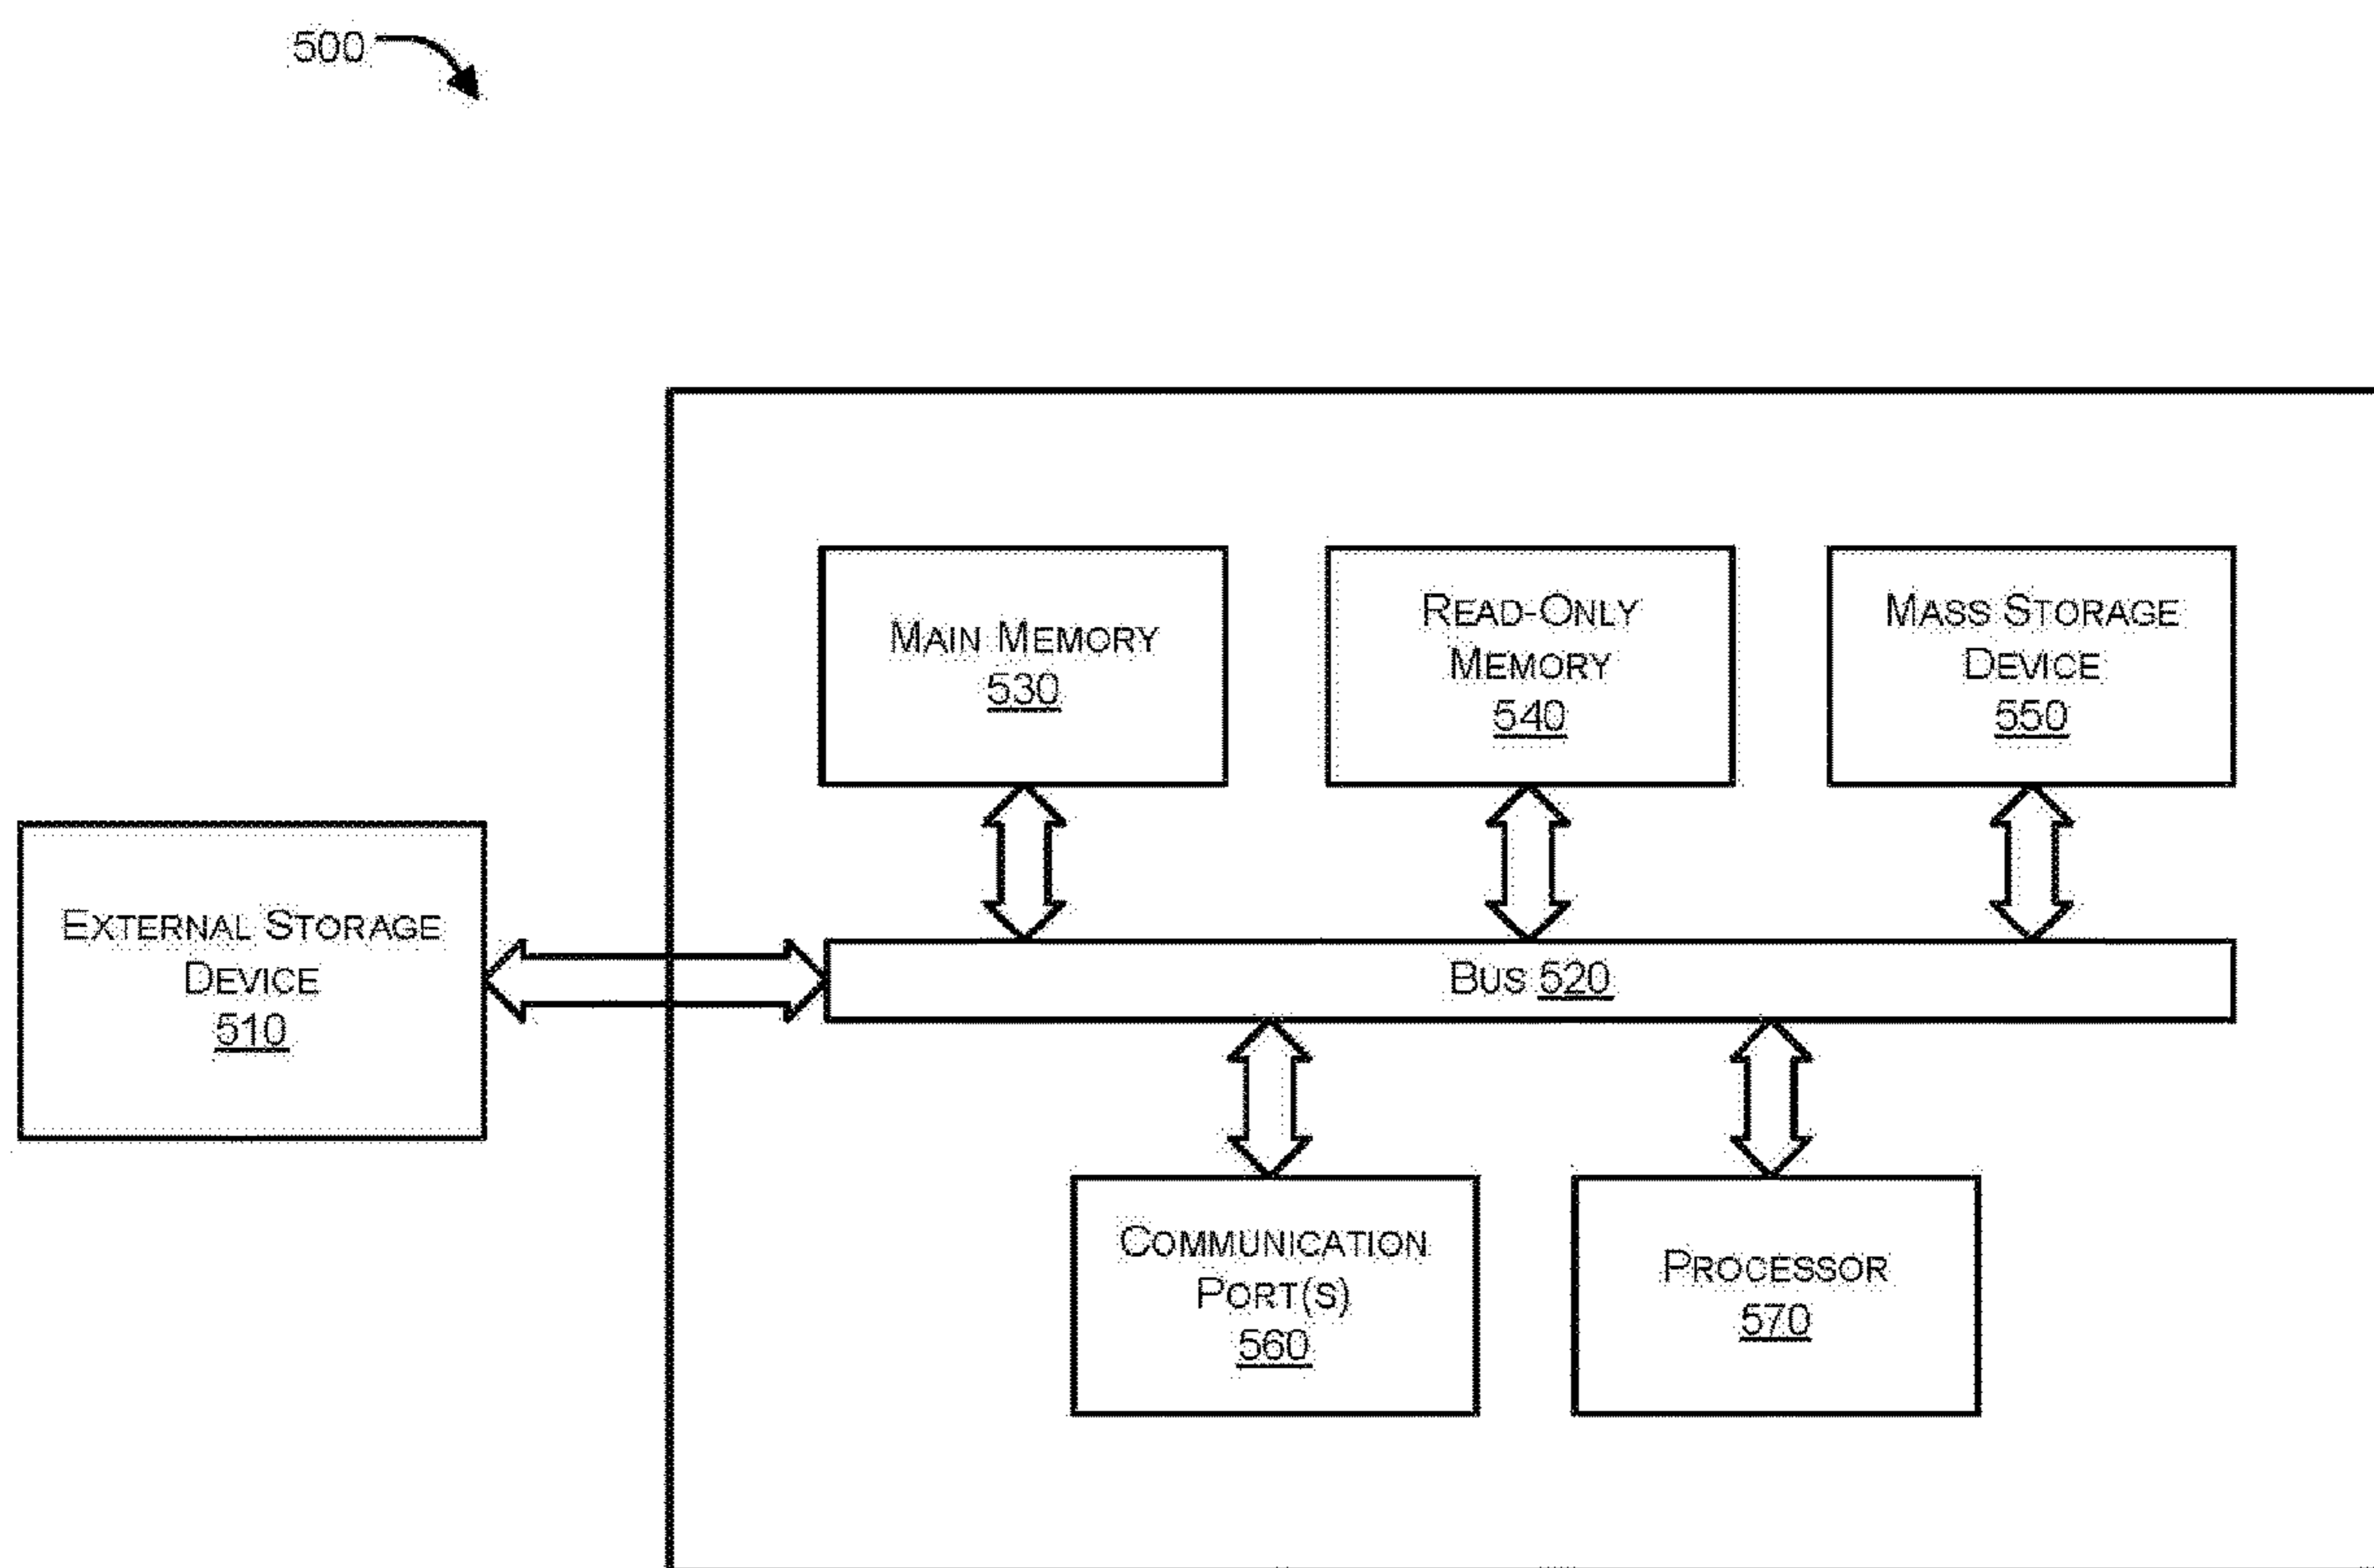 500
MAIN MEMORY
530
READ-ONLY
MEMORY
540
MASS STORAGE
DEVICE
550
EXTERNAL STORAGE
DEVICE
510
BUS 520
COMMUNICATION
PORT(S)
560
PROCESSOR
570